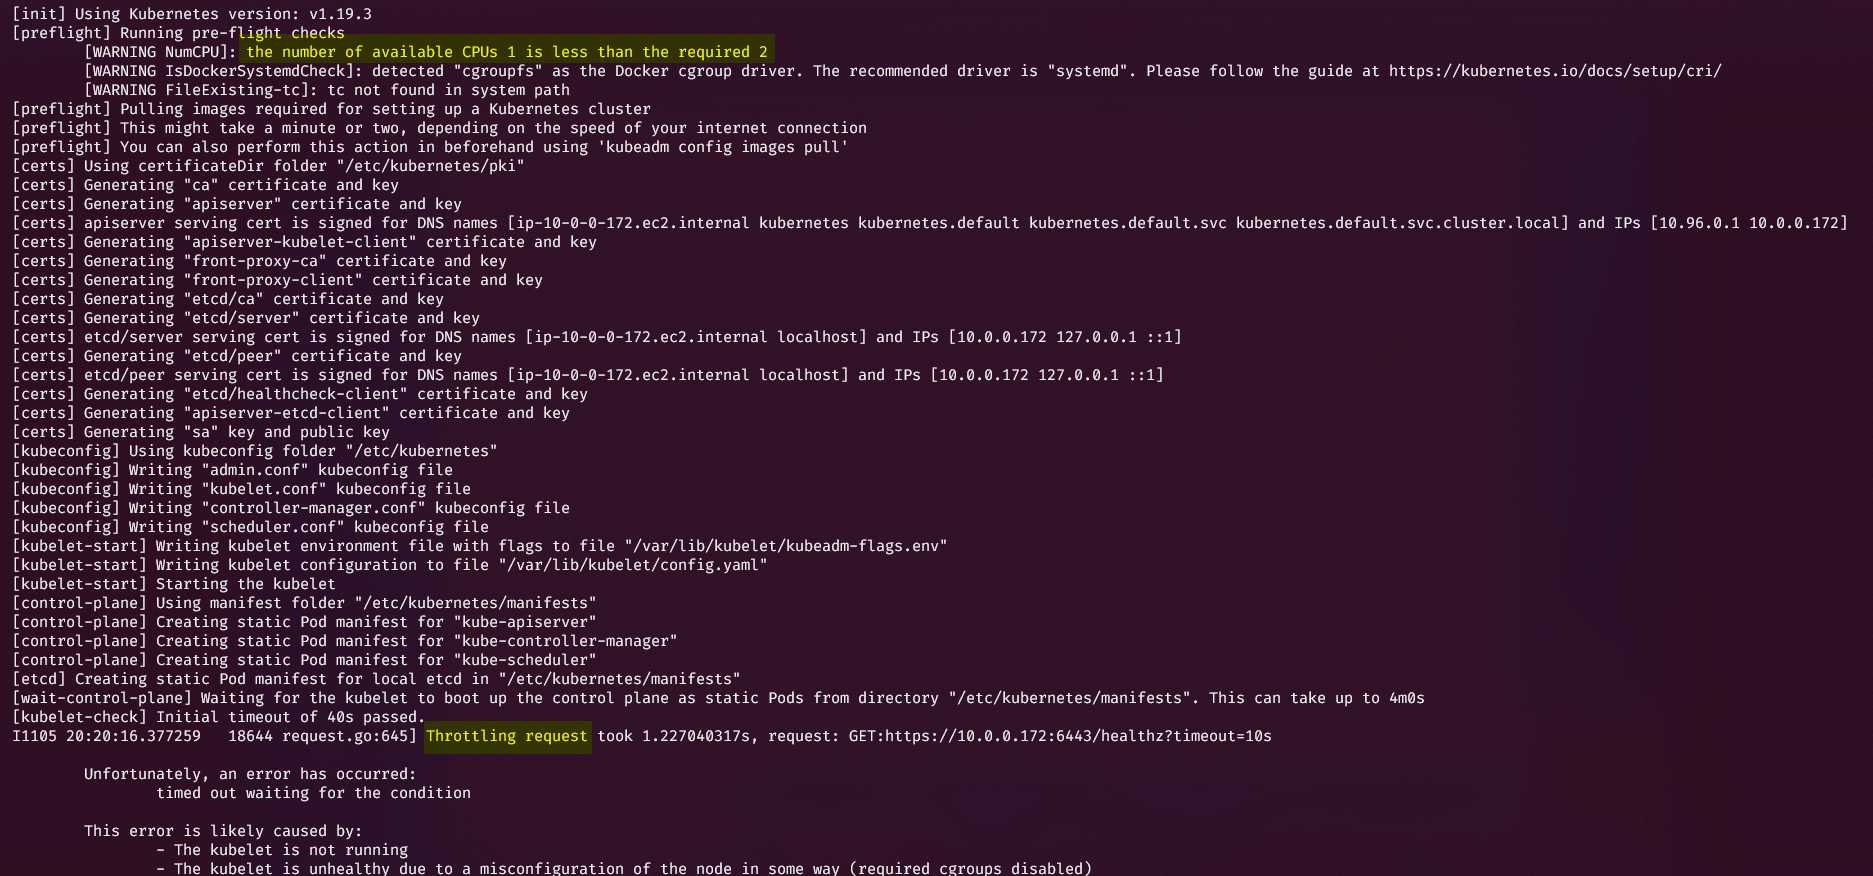 [init] Using Kubernetes version: v1.19.3
[preflight] Running pre-flight checks
        [WARNING NumCPU]: the number of available CPUs 1 is less than the required 2
        [WARNING IsDockerSystemdCheck]: detected "cgroupfs" as the Docker cgroup driver. The recommended driver is "systemd". Please follow the guide at https://kubernetes.io/docs/setup/cri/
        [WARNING FileExisting-tc]: tc not found in system path
[preflight] Pulling images required for setting up a Kubernetes cluster
[preflight] This might take a minute or two, depending on the speed of your internet connection
[preflight] You can also perform this action in beforehand using 'kubeadm config images pull'
[certs] Using certificateDir folder "/etc/kubernetes/pki"
[certs] Generating "ca" certificate and key
[certs] Generating "apiserver" certificate and key
[certs] apiserver serving cert is signed for DNS names [ip-10-0-0-172.ec2.internal kubernetes kubernetes.default kubernetes.default.svc kubernetes.default.svc.cluster.local] and IPs [10.96.0.1 10.0.0.172]
[certs] Generating "apiserver-kubelet-client" certificate and key
[certs] Generating "front-proxy-ca" certificate and key
[certs] Generating "front-proxy-client" certificate and key
[certs] Generating "etcd/ca" certificate and key
[certs] Generating "etcd/server" certificate and key
[certs] etcd/server serving cert is signed for DNS names [ip-10-0-0-172.ec2.internal localhost] and IPs [10.0.0.172 127.0.0.1 ::1]
[certs] Generating "etcd/peer" certificate and key
[certs] etcd/peer serving cert is signed for DNS names [ip-10-0-0-172.ec2.internal localhost] and IPs [10.0.0.172 127.0.0.1 ::1]
[certs] Generating "etcd/healthcheck-client" certificate and key
[certs] Generating "apiserver-etcd-client" certificate and key
[certs] Generating "sa" key and public key
[kubeconfig] Using kubeconfig folder "/etc/kubernetes"
[kubeconfig] Writing "admin.conf" kubeconfig file
[kubeconfig] Writing "kubelet.conf" kubeconfig file
[kubeconfig] Writing "controller-manager.conf" kubeconfig file
[kubeconfig] Writing "scheduler.conf" kubeconfig file
[kubelet-start] Writing kubelet environment file with flags to file "/var/lib/kubelet/kubeadm-flags.env"
[kubelet-start] Writing kubelet configuration to file "/var/lib/kubelet/config.yaml"
[kubelet-start] Starting the kubelet
[control-plane] Using manifest folder "/etc/kubernetes/manifests"
[control-plane] Creating static Pod manifest for "kube-apiserver"
[control-plane] Creating static Pod manifest for "kube-controller-manager"
[control-plane] Creating static Pod manifest for "kube-scheduler"
[etcd] Creating static Pod manifest for local etcd in "/etc/kubernetes/manifests"
[wait-control-plane] Waiting for the kubelet to boot up the control plane as static Pods from directory "/etc/kubernetes/manifests". This can take up to 4m0s
[kubelet-check] Initial timeout of 40s passed.
I1105 20:20:16.377259   18644 request.go:645] Throttling request took 1.227040317s, request: GET:https://10.0.0.172:6443/healthz?timeout=10s
        Unfortunately, an error has occurred:
                timed out waiting for the condition
        This error is likely caused by:
                - The kubelet is not running
                - The kubelet is unhealthy due to a misconfiguration of the node in some way (required cgroups disabled)